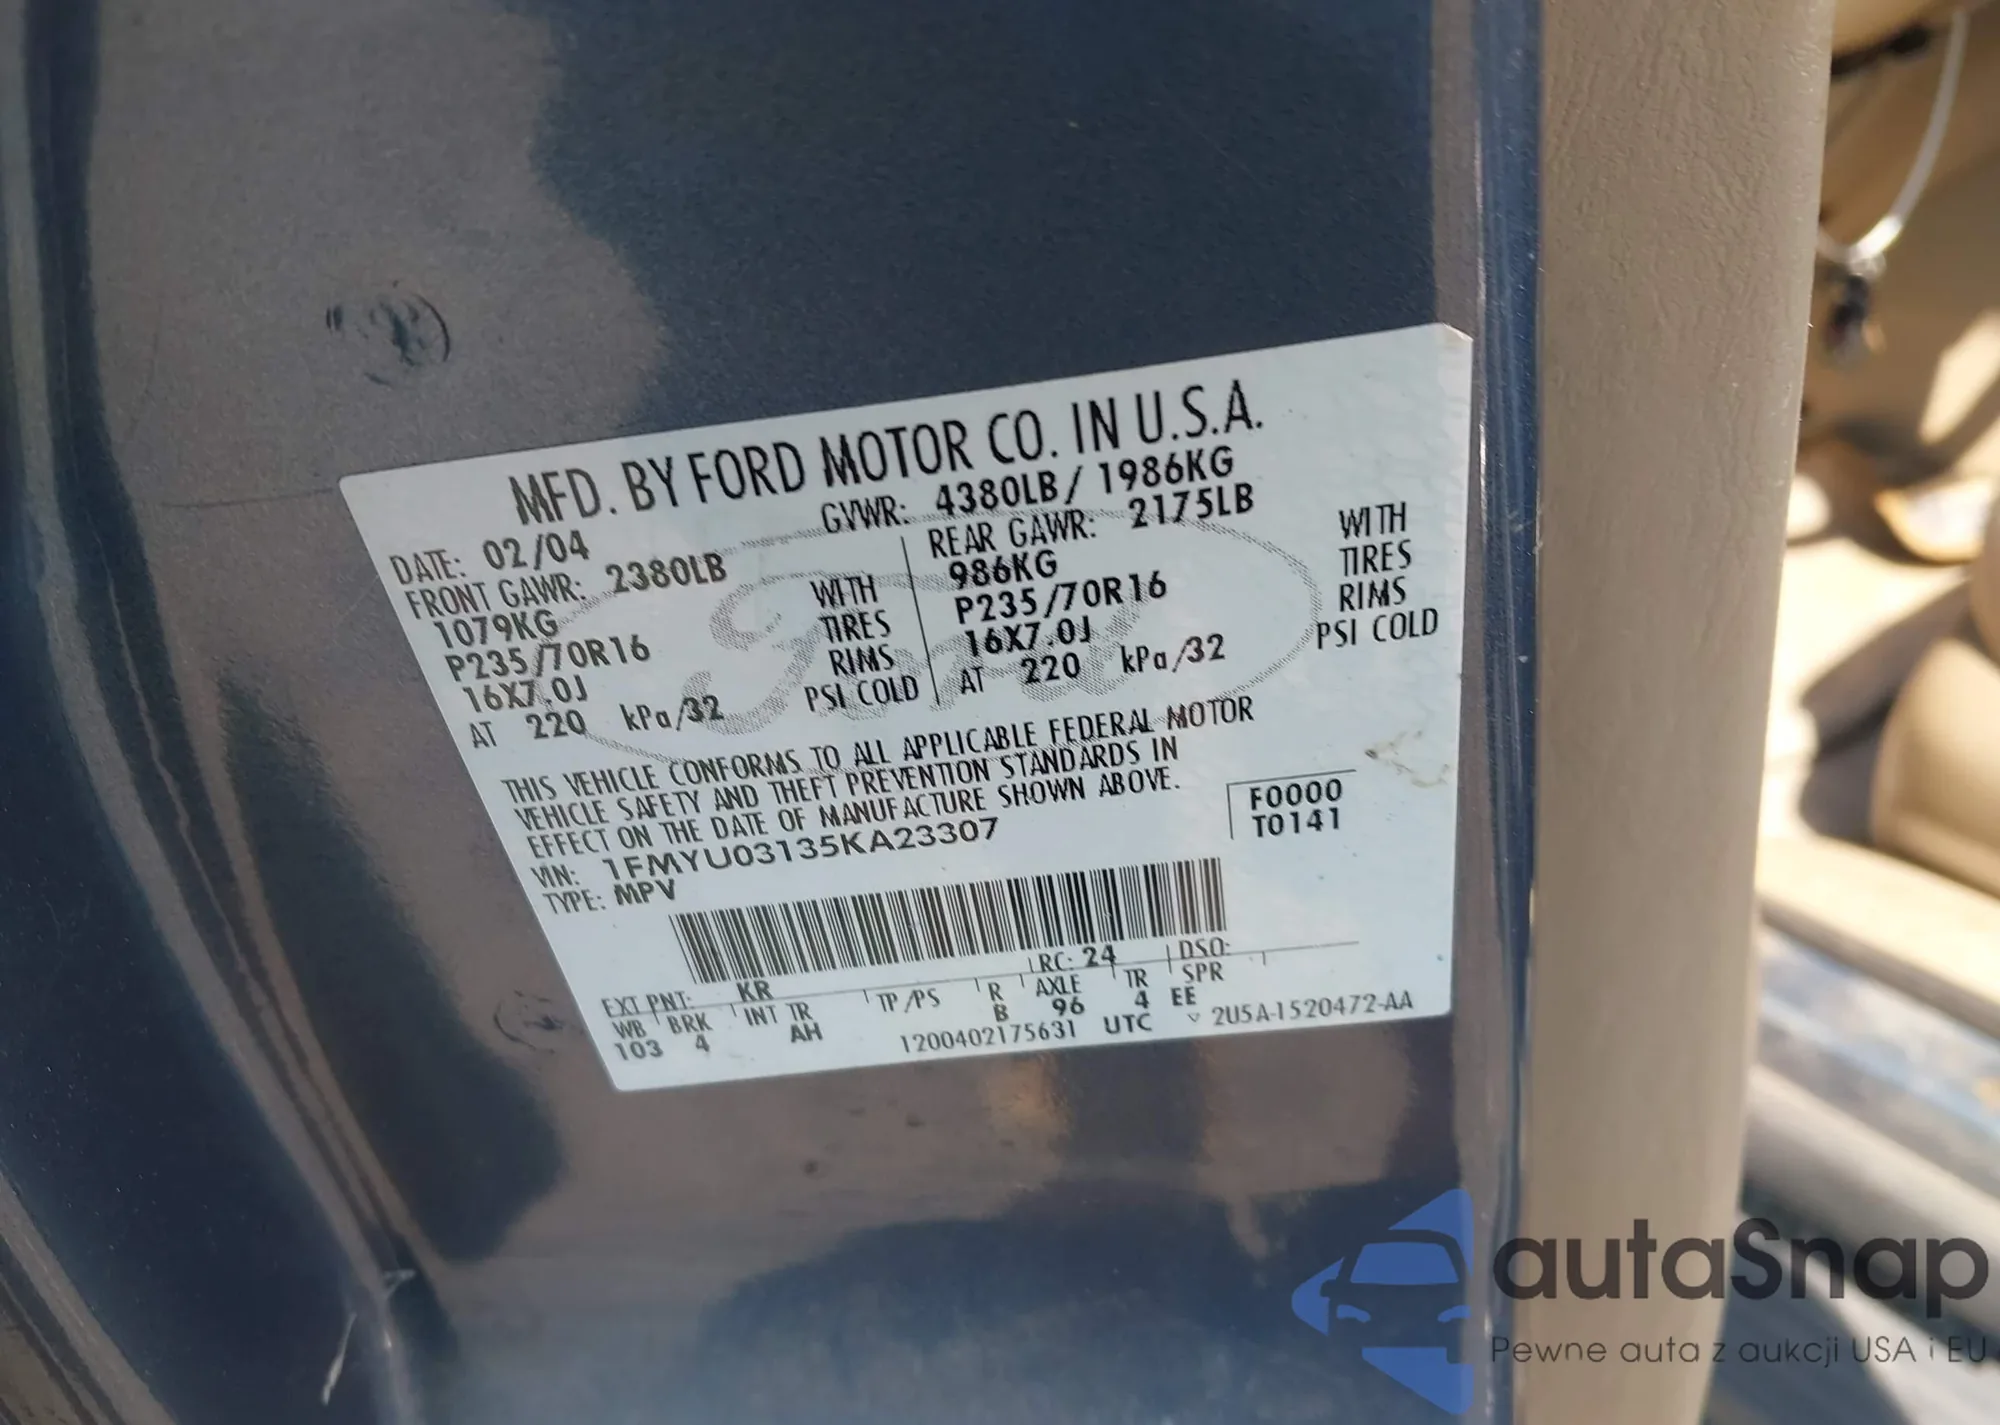 MFD. BY FORD MOTOR CO. IN U.S.A.
DATE: 02/04 GVWR: 4380LB / 1986KG
FRONT GAWR: 2380LB REAR GAWR: 2175LB
1079KG WITH 986KG WITH
P235/70R16 TIRES P235/70R16 TIRES
16X7.0J RIMS 16X7.0J RIMS
AT 220 kPa/32 PSI COLD AT 220 kPa/32 PSI COLD
THIS VEHICLE CONFORMS TO ALL APPLICABLE FEDERAL MOTOR
VEHICLE SAFETY AND THEFT PREVENTION STANDARDS IN
EFFECT ON THE DATE OF MANUFACTURE SHOWN ABOVE.
VIN: 1FMYU03135KA23307 F0000
TYPE: MPV T0141
EXT PNT: KR RC: 24 DSO:
WB BRK INT TR TP/PS R AXLE TR SPR
103 4 AH B 96 4 EE
1200402175631 UTC ▽ 2U5A-1520472-AA
Ford
autaSnap
Pewne auta z aukcji USA i EU